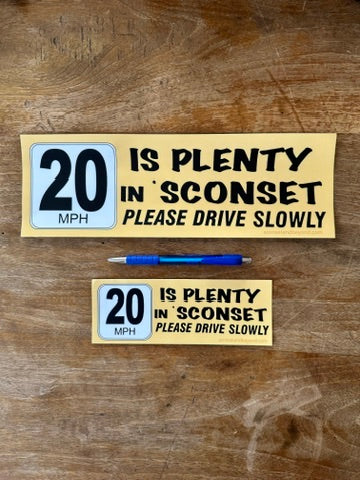 20
MPH
IS PLENTY
IN 'SCONSET
PLEASE DRIVE SLOWLY
20
MPH
IS PLENTY
IN 'SCONSET
PLEASE DRIVE SLOWLY